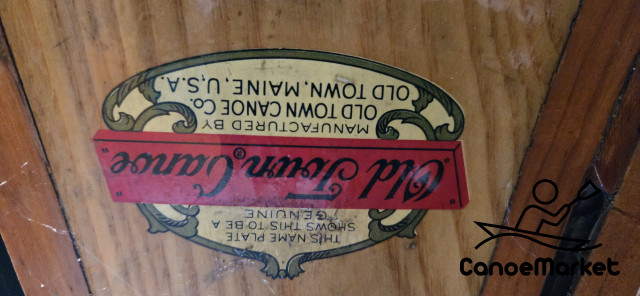 THIS NAME PLATE
SHOWS THIS TO BE A
GENUINE
"Old Town Canoe"
MANUFACTURED BY
OLD TOWN CANOE CO.
OLD TOWN, MAINE, U.S.A.
CanoeMarket